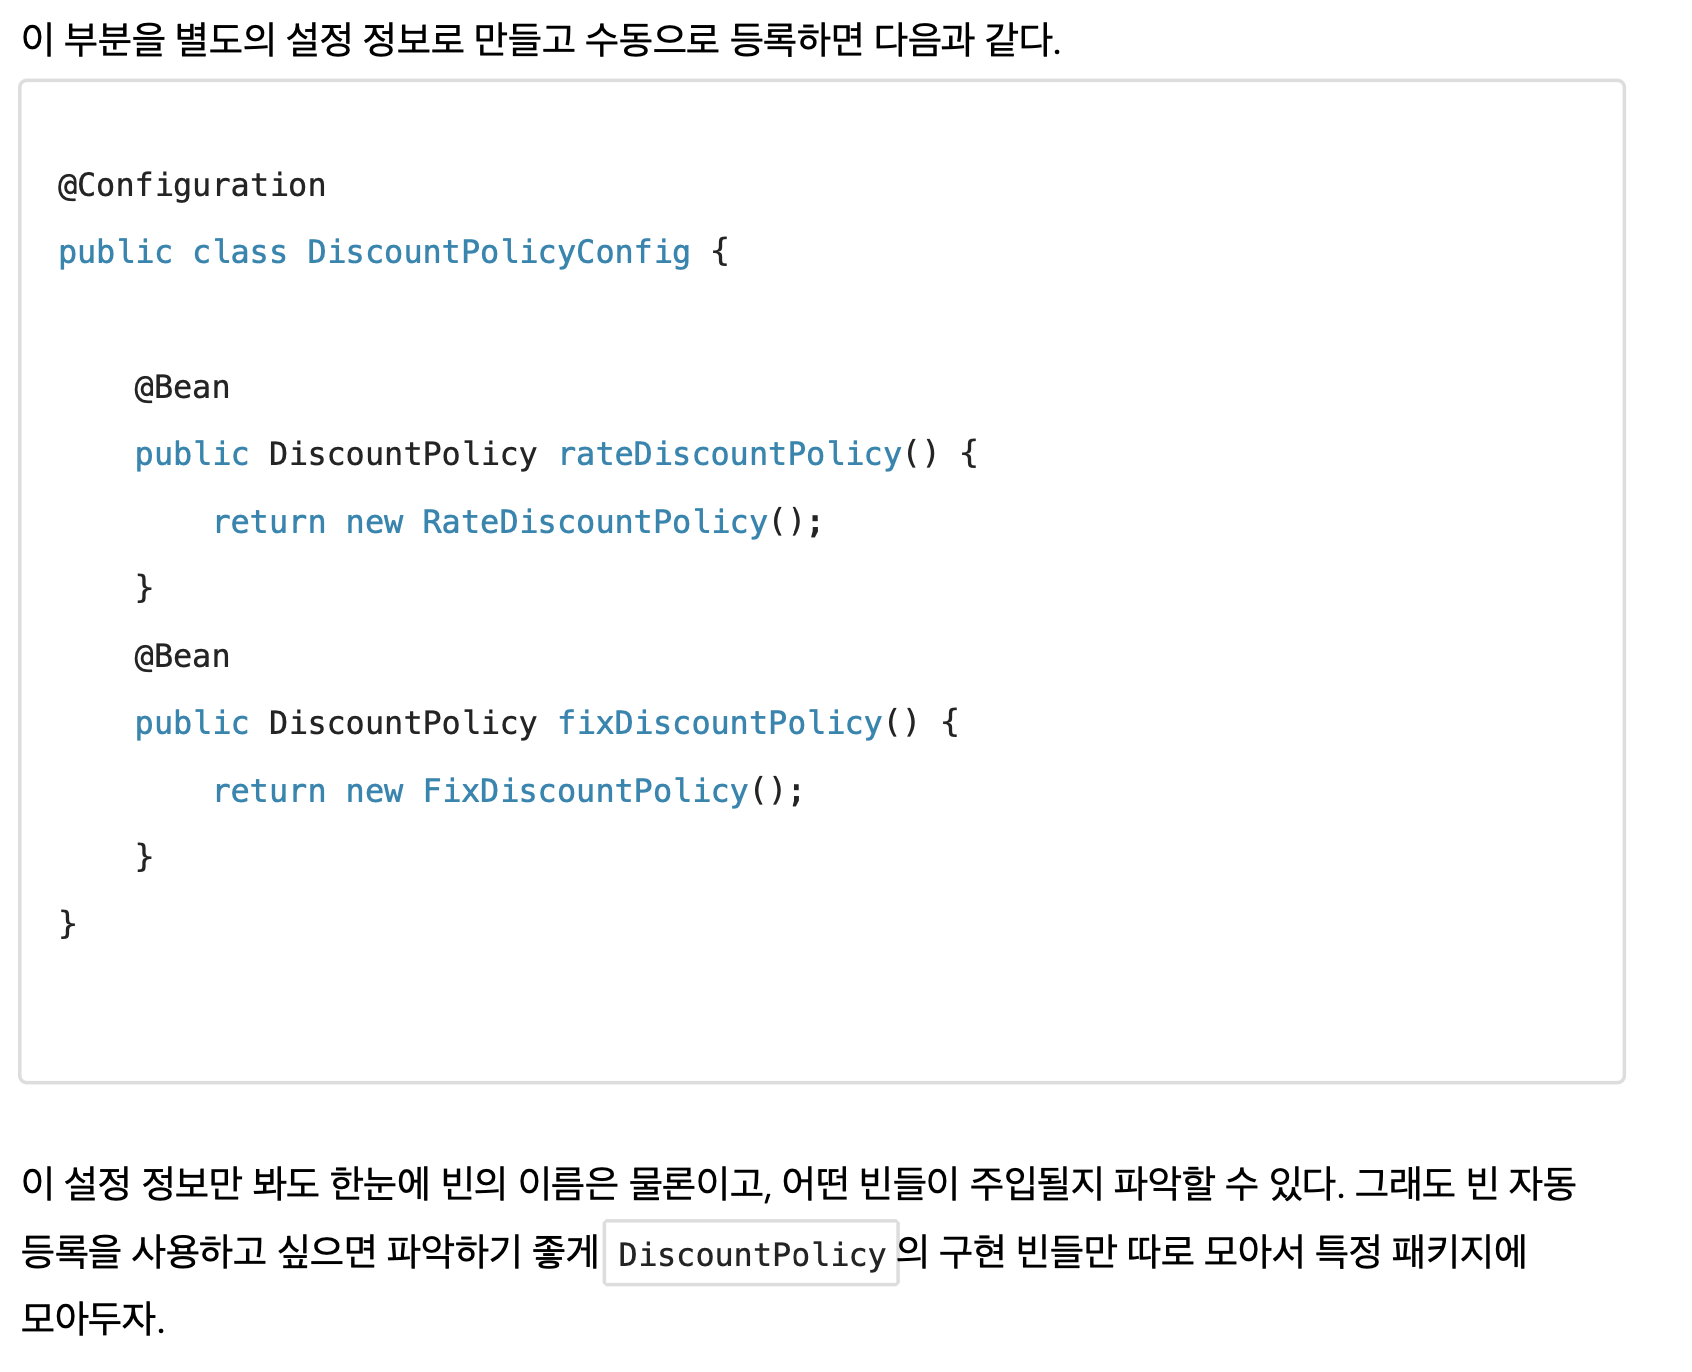 이 부분을 별도의 설정 정보로 만들고 수동으로 등록하면 다음과 같다.
@Configuration
public class DiscountPolicyConfig {
@Bean
public DiscountPolicy rateDiscountPolicy() {
return new RateDiscountPolicy();
}
@Bean
public DiscountPolicy fixDiscountPolicy() {
return new FixDiscountPolicy();
}
}
이 설정 정보만 봐도 한눈에 빈의 이름은 물론이고, 어떤 빈들이 주입될지 파악할 수 있다. 그래도 빈 자동
등록을 사용하고 싶으면 파악하기 좋게 DiscountPolicy 의 구현 빈들만 따로 모아서 특정 패키지에
모아두자.